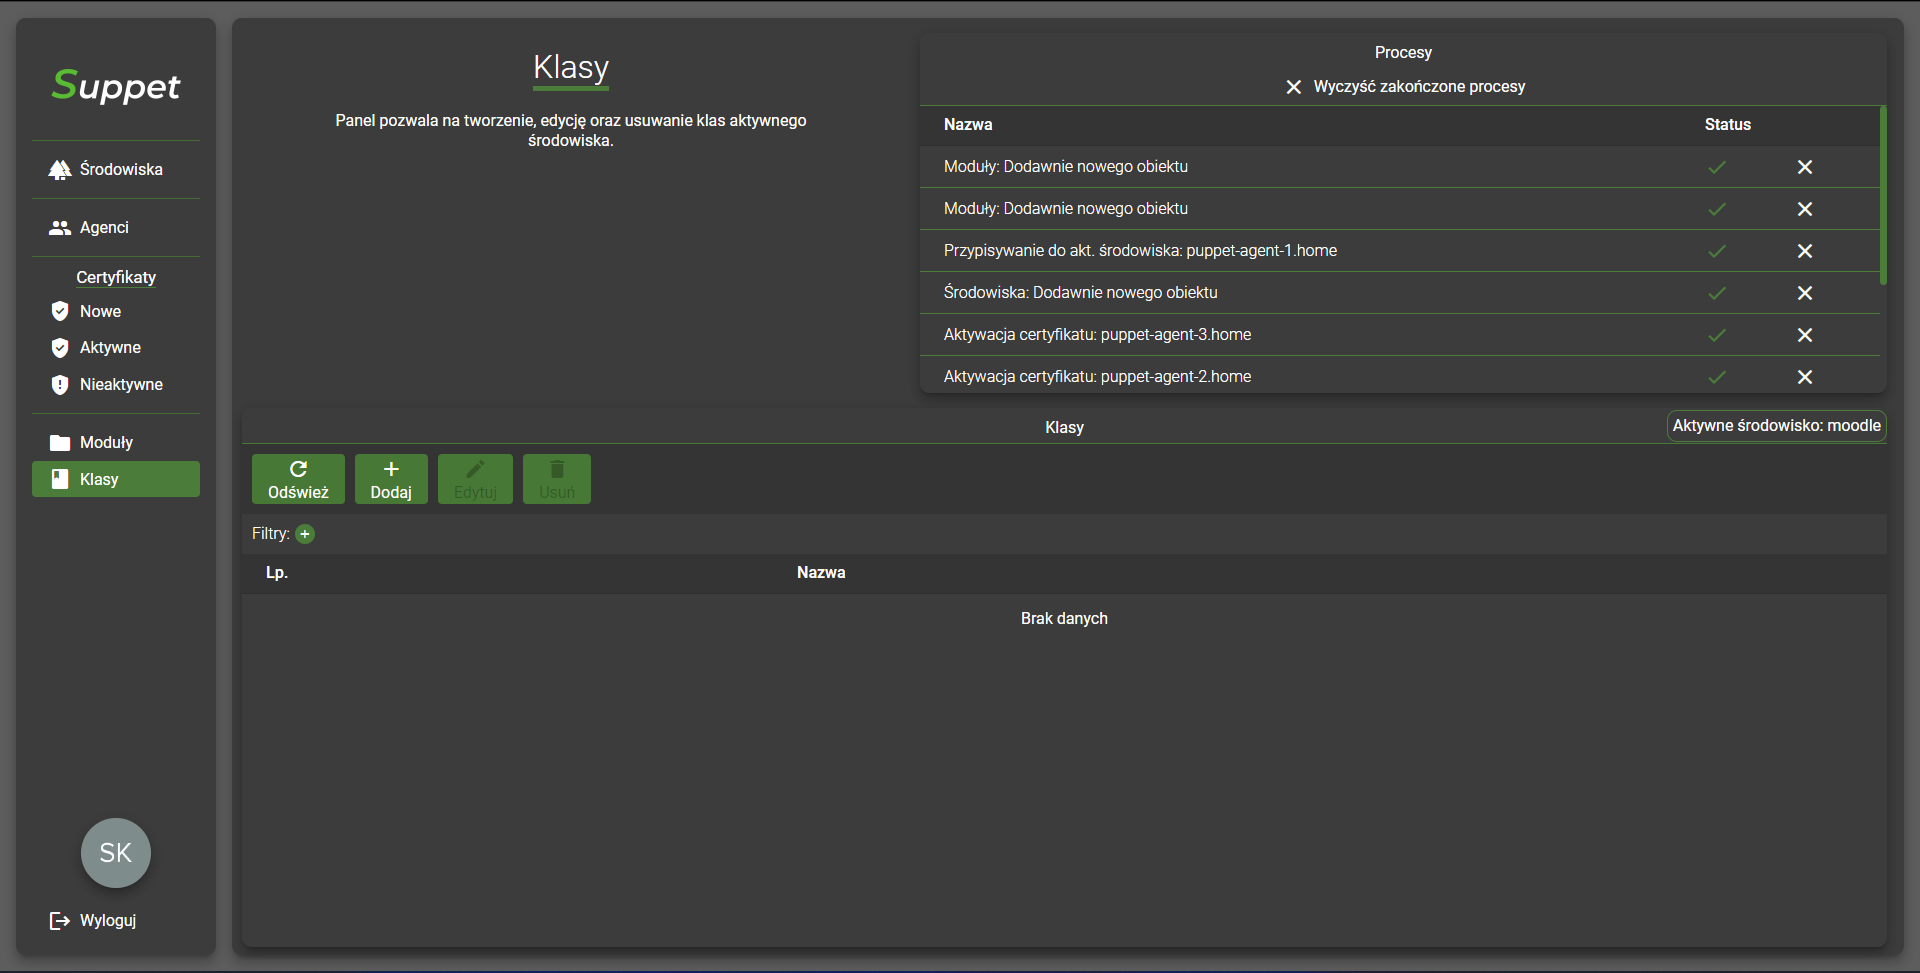 Suppet
Środowiska
Agenci
Certyfikaty
Nowe
Aktywne
Nieaktywne
Moduły
Klasy
SK
Wyloguj
Klasy
Panel pozwala na tworzenie, edycję oraz usuwanie klas aktywnego
środowiska.
Procesy
Wyczyść zakończone procesy
Nazwa Status
Moduły: Dodawnie nowego obiektu
Moduły: Dodawnie nowego obiektu
Przypisywanie do akt. środowiska: puppet-agent-1.home
Środowiska: Dodawnie nowego obiektu
Aktywacja certyfikatu: puppet-agent-3.home
Aktywacja certyfikatu: puppet-agent-2.home
Klasy
Aktywne środowisko: moodle
Odśwież Dodaj Edytuj Usuń
Filtry:
Lp. Nazwa
Brak danych